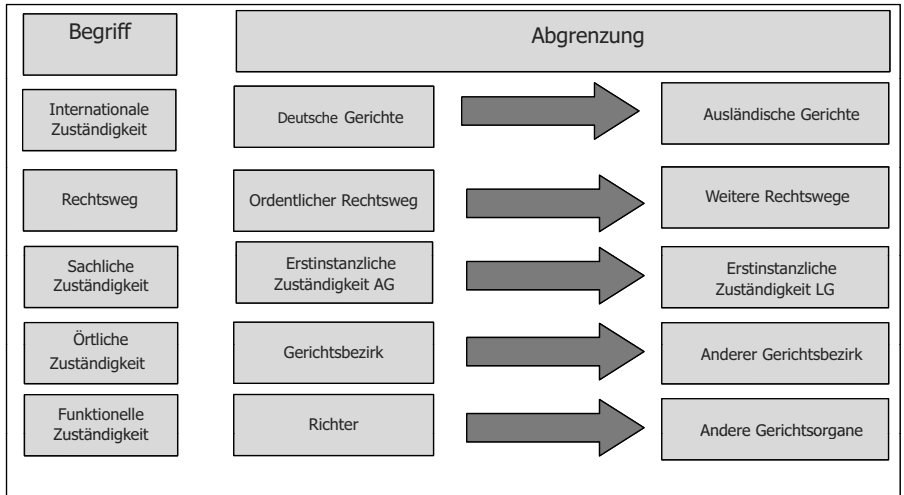 Begriff
Abgrenzung
Internationale
Zuständigkeit
Deutsche Gerichte
Ausländische Gerichte
Rechtsweg
Ordentlicher Rechtsweg
Weitere Rechtswege
Sachliche
Zuständigkeit
Erstinstanzliche
Zuständigkeit AG
Erstinstanzliche
Zuständigkeit LG
Örtliche
Zuständigkeit
Gerichtsbezirk
Anderer Gerichtsbezirk
Funktionelle
Zuständigkeit
Richter
Andere Gerichtsorgane